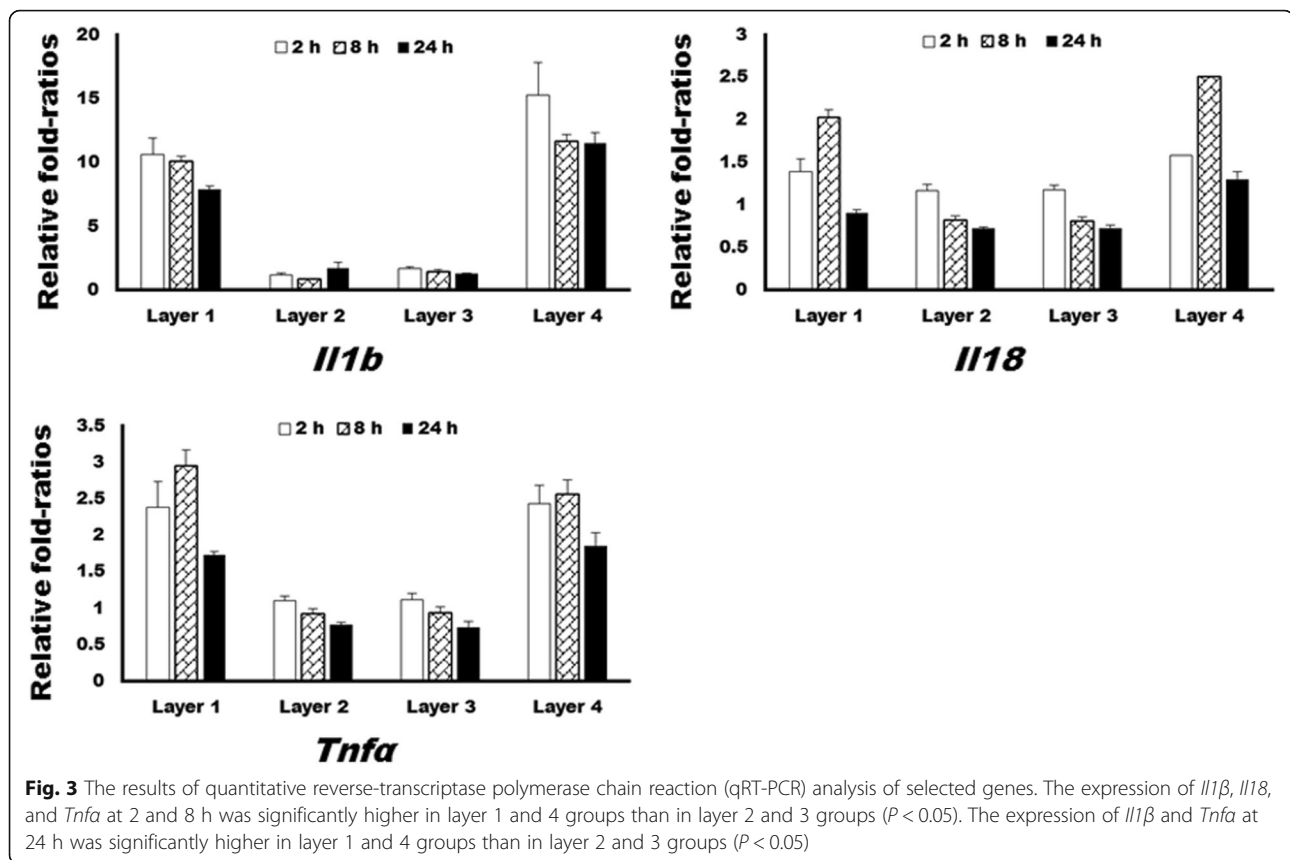 20
15
10
5
0
Relative fold-ratios
2 h 8 h 24 h
Layer 1 Layer 2 Layer 3 Layer 4
Il1b
3
2.5
2
1.5
1
0.5
0
Relative fold-ratios
2 h 8 h 24 h
Layer 1 Layer 2 Layer 3 Layer 4
Il18
3.5
3
2.5
2
1.5
1
0.5
0
Relative fold-ratios
2 h 8 h 24 h
Layer 1 Layer 2 Layer 3 Layer 4
Tnfα
Fig. 3 The results of quantitative reverse-transcriptase polymerase chain reaction (qRT-PCR) analysis of selected genes. The expression of Il1β, Il18,
and Tnfα at 2 and 8 h was significantly higher in layer 1 and 4 groups than in layer 2 and 3 groups (P < 0.05). The expression of Il1β and Tnfα at
24 h was significantly higher in layer 1 and 4 groups than in layer 2 and 3 groups (P < 0.05)